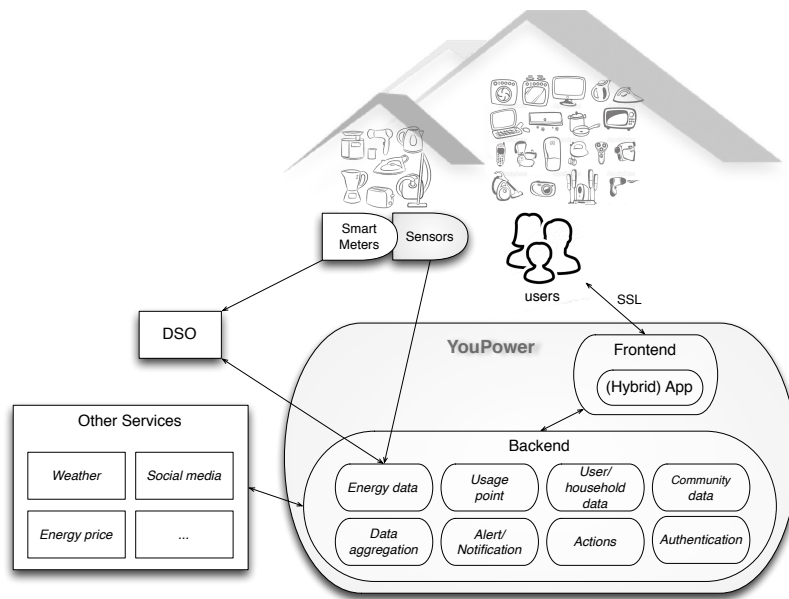 Smart
Meters
Sensors
users
SSL
DSO
YouPower
Frontend
(Hybrid) App
Other Services
Weather
Social media
Energy price
...
Backend
Energy data
Usage
point
User/
household
data
Community
data
Data
aggregation
Alert/
Notification
Actions
Authentication